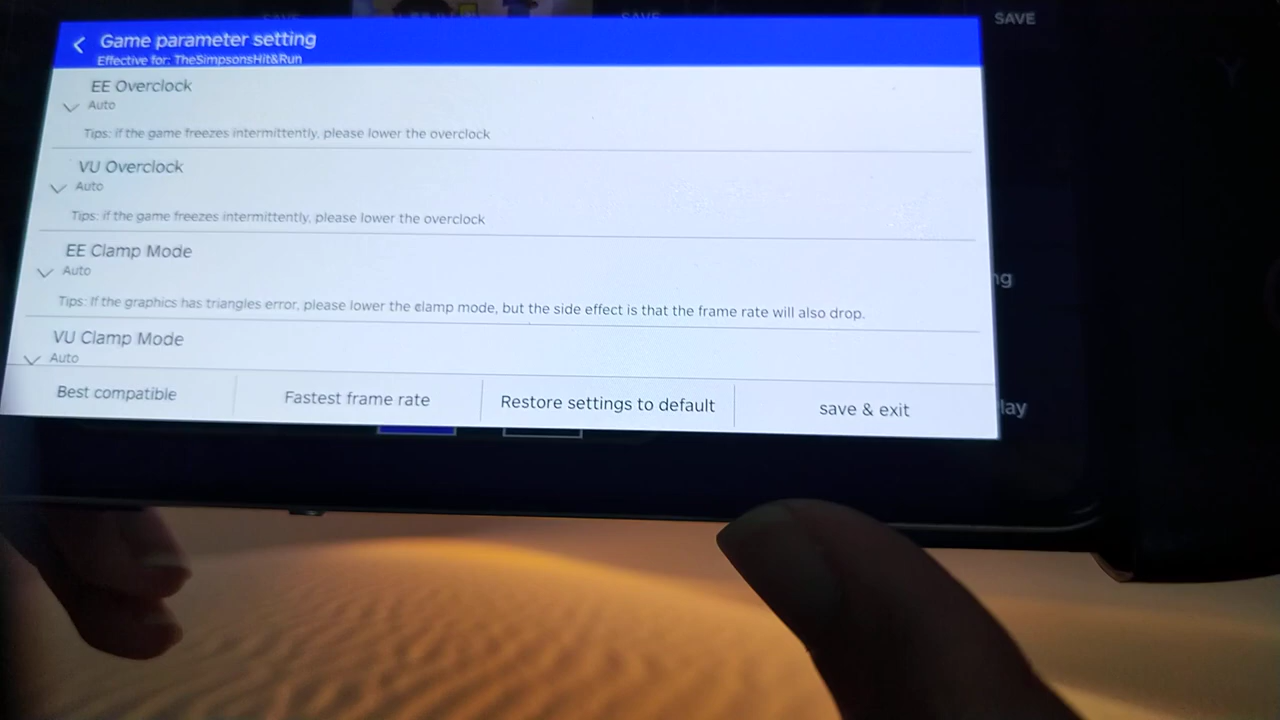 SAVE
Game parameter setting
Effective for: TheSimpsonsHit&Run
EE Overclock
Auto
Tips: if the game freezes intermittently, please lower the overclock
VU Overclock
Auto
Tips: if the game freezes intermittently, please lower the overclock
EE Clamp Mode
Auto
Tips: If the graphics has triangles error, please lower the clamp mode, but the side effect is that the frame rate will also drop.
VU Clamp Mode
Auto
Best compatible
Fastest frame rate
Restore settings to default
save & exit
ng
lay
Y